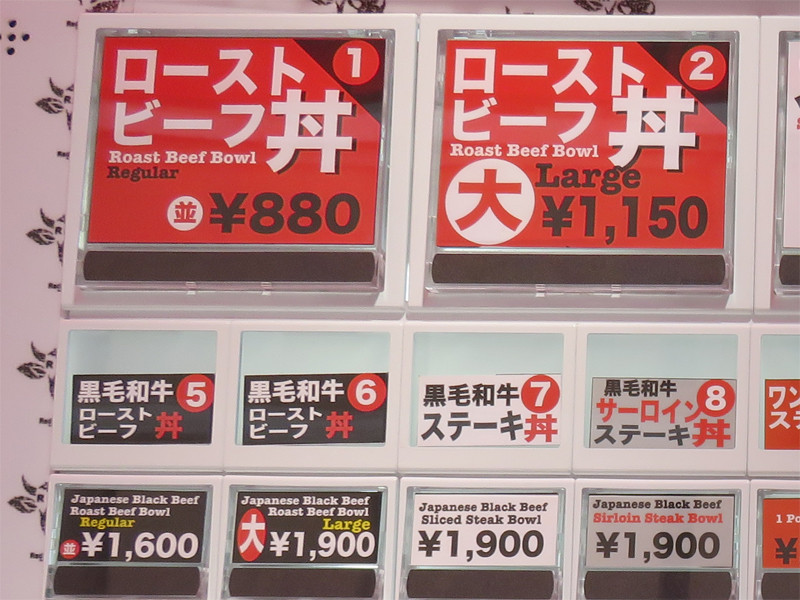 ロースト
ビーフ丼
1
Roast Beef Bowl
Regular
並 ¥880
ロースト
ビーフ丼
2
Roast Beef Bowl
Large
大 ¥1,150
黒毛和牛 5
ロースト
ビーフ 丼
黒毛和牛 6
ロースト
ビーフ 丼
黒毛和牛 7
ステーキ丼
黒毛和牛 8
サーロイン
ステーキ丼
ワン
ステ
Japanese Black Beef
Roast Beef Bowl
Regular
並 ¥1,600
Japanese Black Beef
Roast Beef Bowl
Large
大 ¥1,900
Japanese Black Beef
Sliced Steak Bowl
¥1,900
Japanese Black Beef
Sirloin Steak Bowl
¥1,900
1 Po
¥